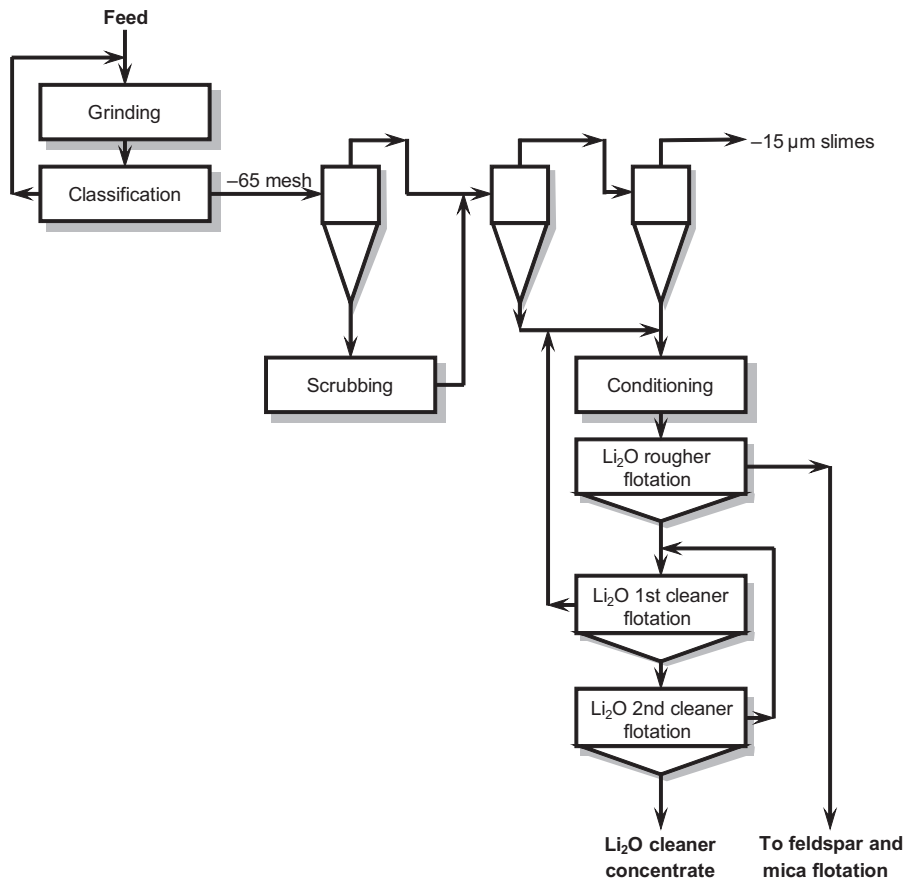 Feed
Grinding
Classification
–65 mesh
–15 µm slimes
Scrubbing
Conditioning
Li₂O rougher
flotation
Li₂O 1st cleaner
flotation
Li₂O 2nd cleaner
flotation
Li₂O cleaner
concentrate
To feldspar and
mica flotation